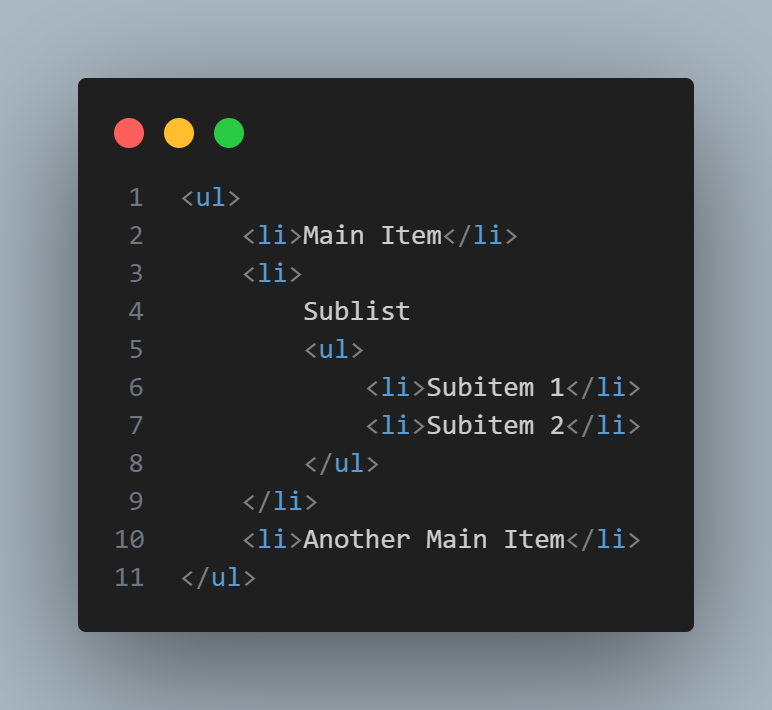 1 <ul>
2     <li>Main Item</li>
3     <li>
4         Sublist
5         <ul>
6             <li>Subitem 1</li>
7             <li>Subitem 2</li>
8         </ul>
9     </li>
10     <li>Another Main Item</li>
11 </ul>